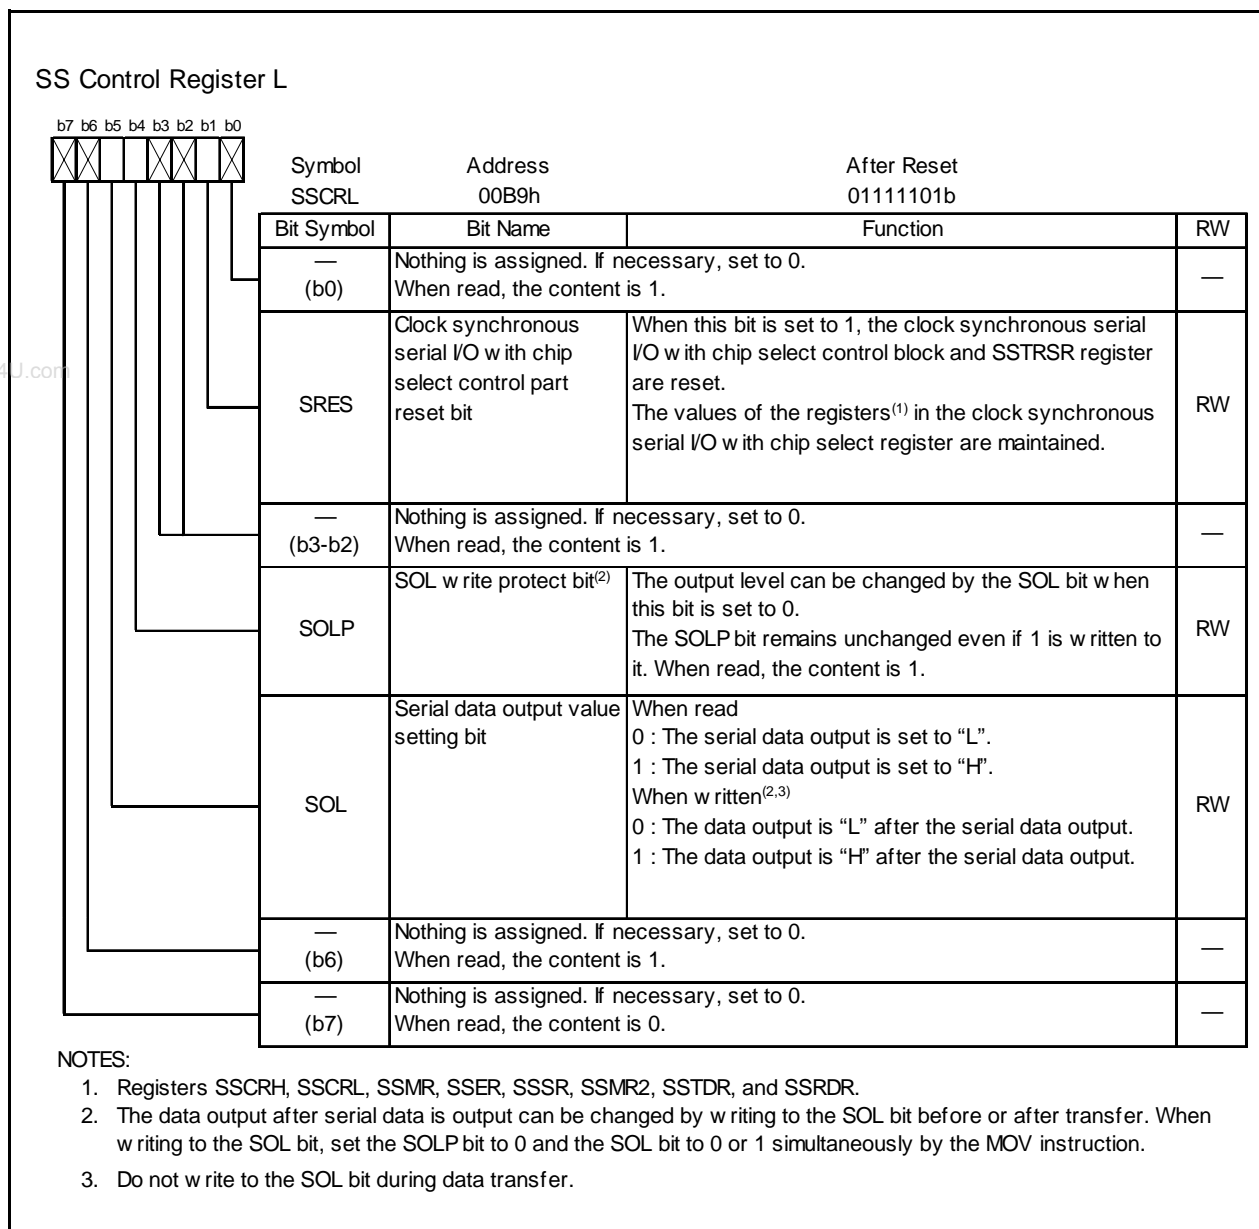 SS Control Register L
b7 b6 b5 b4 b3 b2 b1 b0
Symbol Address After Reset
SSCRL 00B9h 01111101b
Bit Symbol Bit Name Function RW
— Nothing is assigned. If necessary, set to 0.
(b0) When read, the content is 1. —
Clock synchronous When this bit is set to 1, the clock synchronous serial
serial I/O with chip I/O with chip select control block and SSTRSR register
4U.com
select control part are reset.
SRES reset bit The values of the registers(1) in the clock synchronous RW
serial I/O with chip select register are maintained.
— Nothing is assigned. If necessary, set to 0.
(b3-b2) When read, the content is 1. —
SOL write protect bit(2) The output level can be changed by the SOL bit when
this bit is set to 0.
SOLP The SOLP bit remains unchanged even if 1 is written to RW
it. When read, the content is 1.
Serial data output value When read
setting bit 0 : The serial data output is set to “L”.
1 : The serial data output is set to “H”.
SOL When written(2,3) RW
0 : The data output is “L” after the serial data output.
1 : The data output is “H” after the serial data output.
— Nothing is assigned. If necessary, set to 0.
(b6) When read, the content is 1. —
— Nothing is assigned. If necessary, set to 0.
(b7) When read, the content is 0. —
NOTES:
1. Registers SSCRH, SSCRL, SSMR, SSER, SSSR, SSMR2, SSTDR, and SSRDR.
2. The data output after serial data is output can be changed by writing to the SOL bit before or after transfer. When
writing to the SOL bit, set the SOLP bit to 0 and the SOL bit to 0 or 1 simultaneously by the MOV instruction.
3. Do not write to the SOL bit during data transfer.